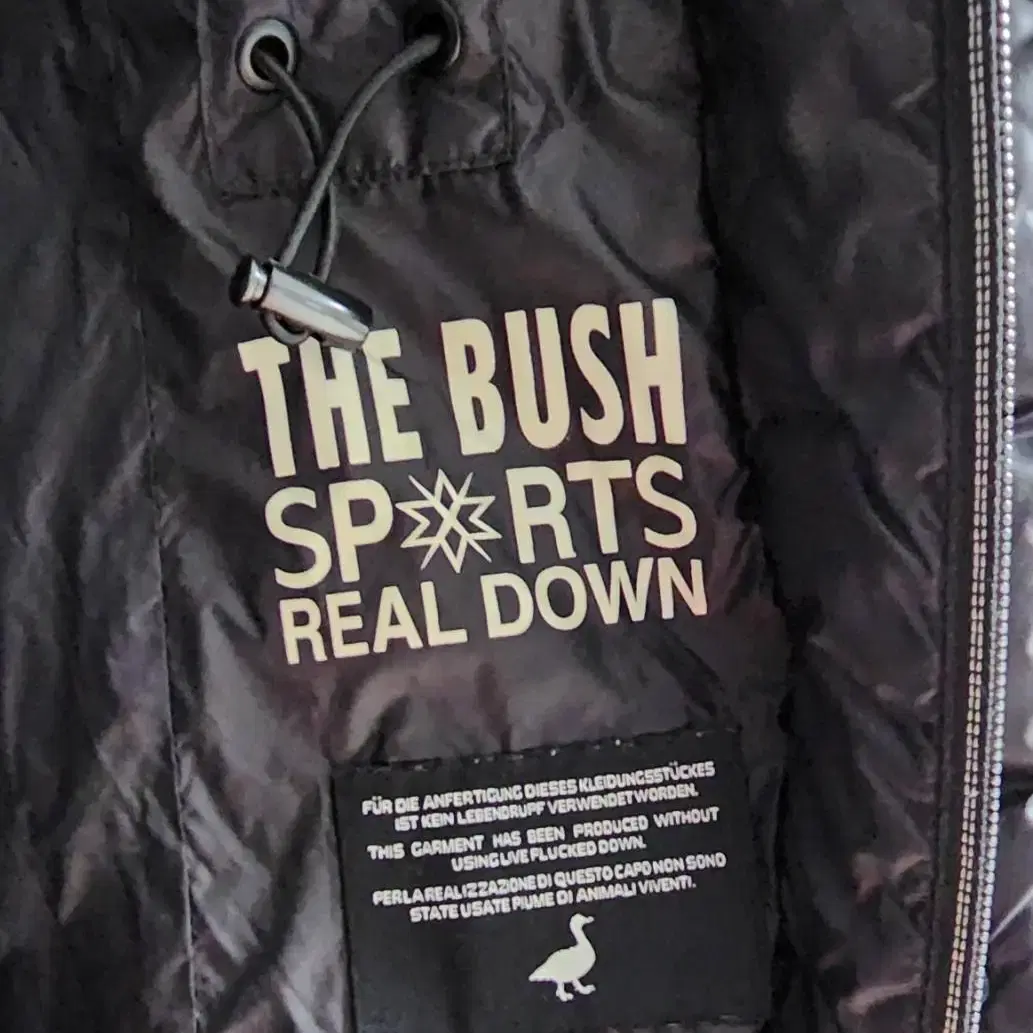 THE BUSH
SPORTS
REAL DOWN
FÜR DIE ANFERTIGUNG DIESES KLEIDUNGSSTÜCKES
IST KEIN LEBENDRUPF VERWENDET WORDEN.
THIS GARMENT HAS BEEN PRODUCED WITHOUT
USING LIVE FLUCKED DOWN.
PER LA REALIZZAZIONE DI QUESTO CAPO NON SONO
STATE USATE PIUME DI ANIMALI VIVENTI.